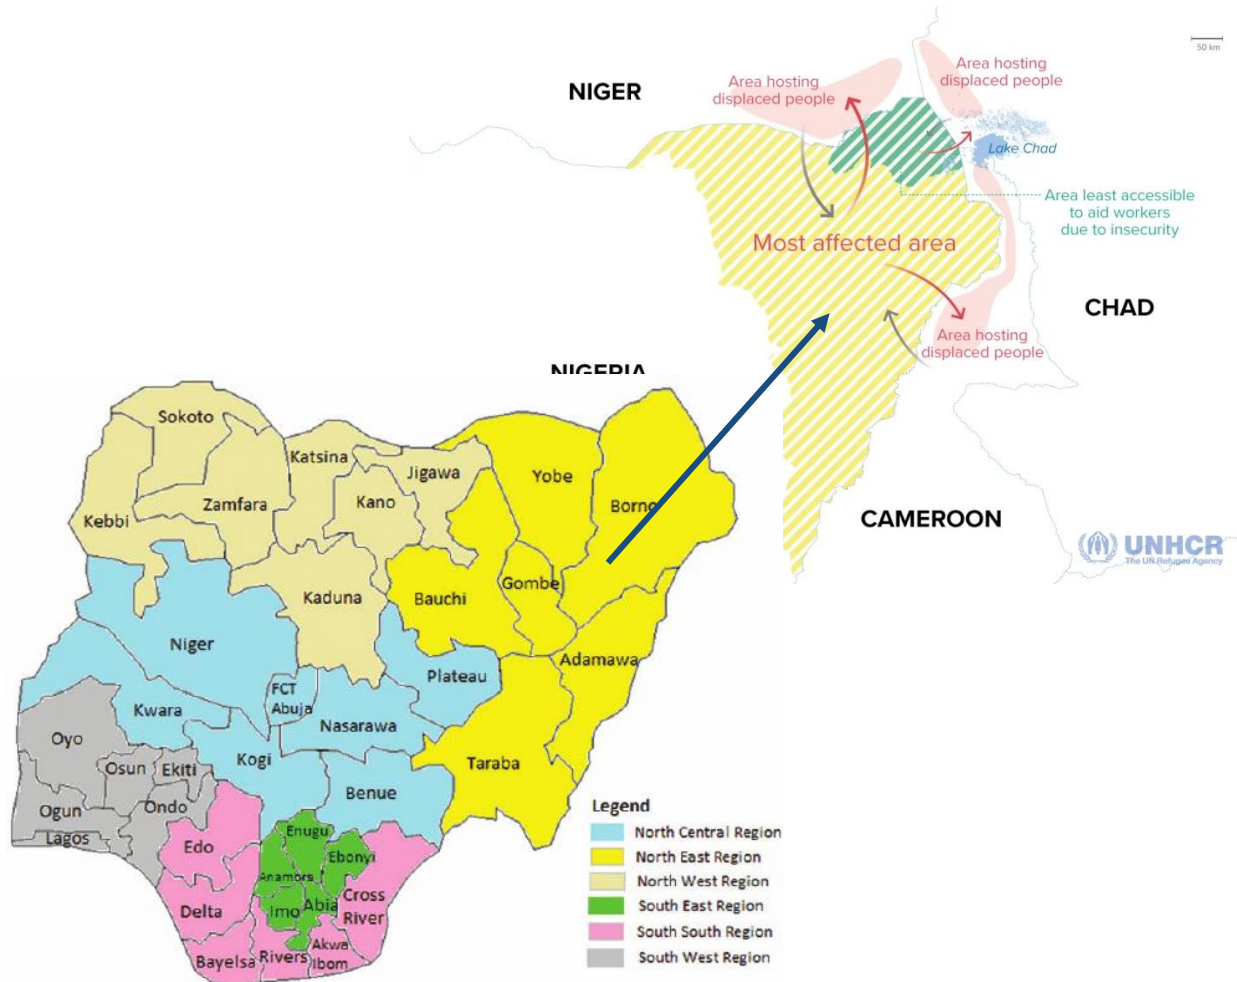 50 km
NIGER
Area hosting
displaced people
Area hosting
displaced people
Lake Chad
Area least accessible
to aid workers
due to insecurity
Most affected area
CHAD
Area hosting
displaced people
NIGERIA
CAMEROON
UNHCR
The UN Refugee Agency
Sokoto
Katsina
Jigawa
Yobe
Borno
Kebbi
Zamfara
Kano
Kaduna
Bauchi
Gombe
Niger
Adamawa
Plateau
FCT
Abuja
Kwara
Nasarawa
Oyo
Kogi
Taraba
Osun
Ekiti
Benue
Ogun
Ondo
Lagos
Edo
Enugu
Ebonyi
Anambra
Cross
River
Delta
Imo
Abia
Bayelsa
Rivers
Akwa
Ibom
Legend
North Central Region
North East Region
North West Region
South East Region
South South Region
South West Region